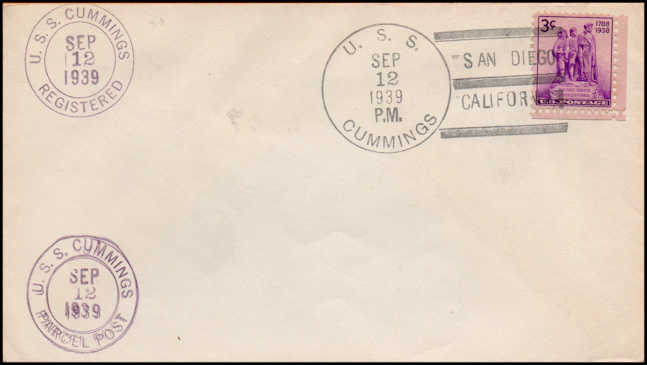 U. S. S. CUMMINGS
SEP
12
1939
REGISTERED
U. S. S.
SEP
12
1939
P.M.
CUMMINGS
SAN DIEGO
CALIFOR
3¢
1788
1938
U.S. POSTAGE
U. S. S. CUMMINGS
SEP
12
1939
PARCEL POST